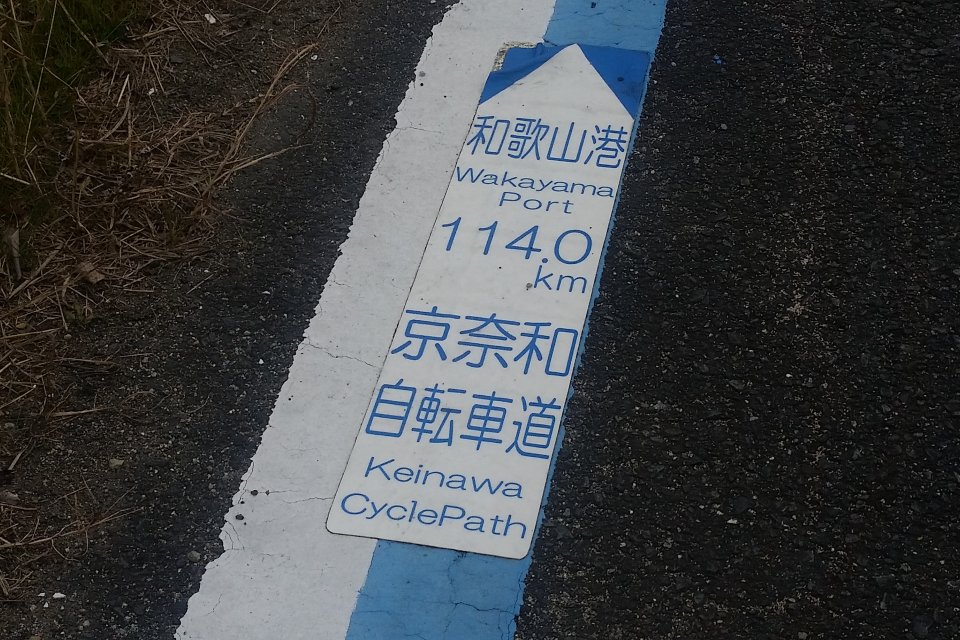 和歌山港
Wakayama
Port
114.0
km
京奈和
自転車道
Keinawa
CyclePath